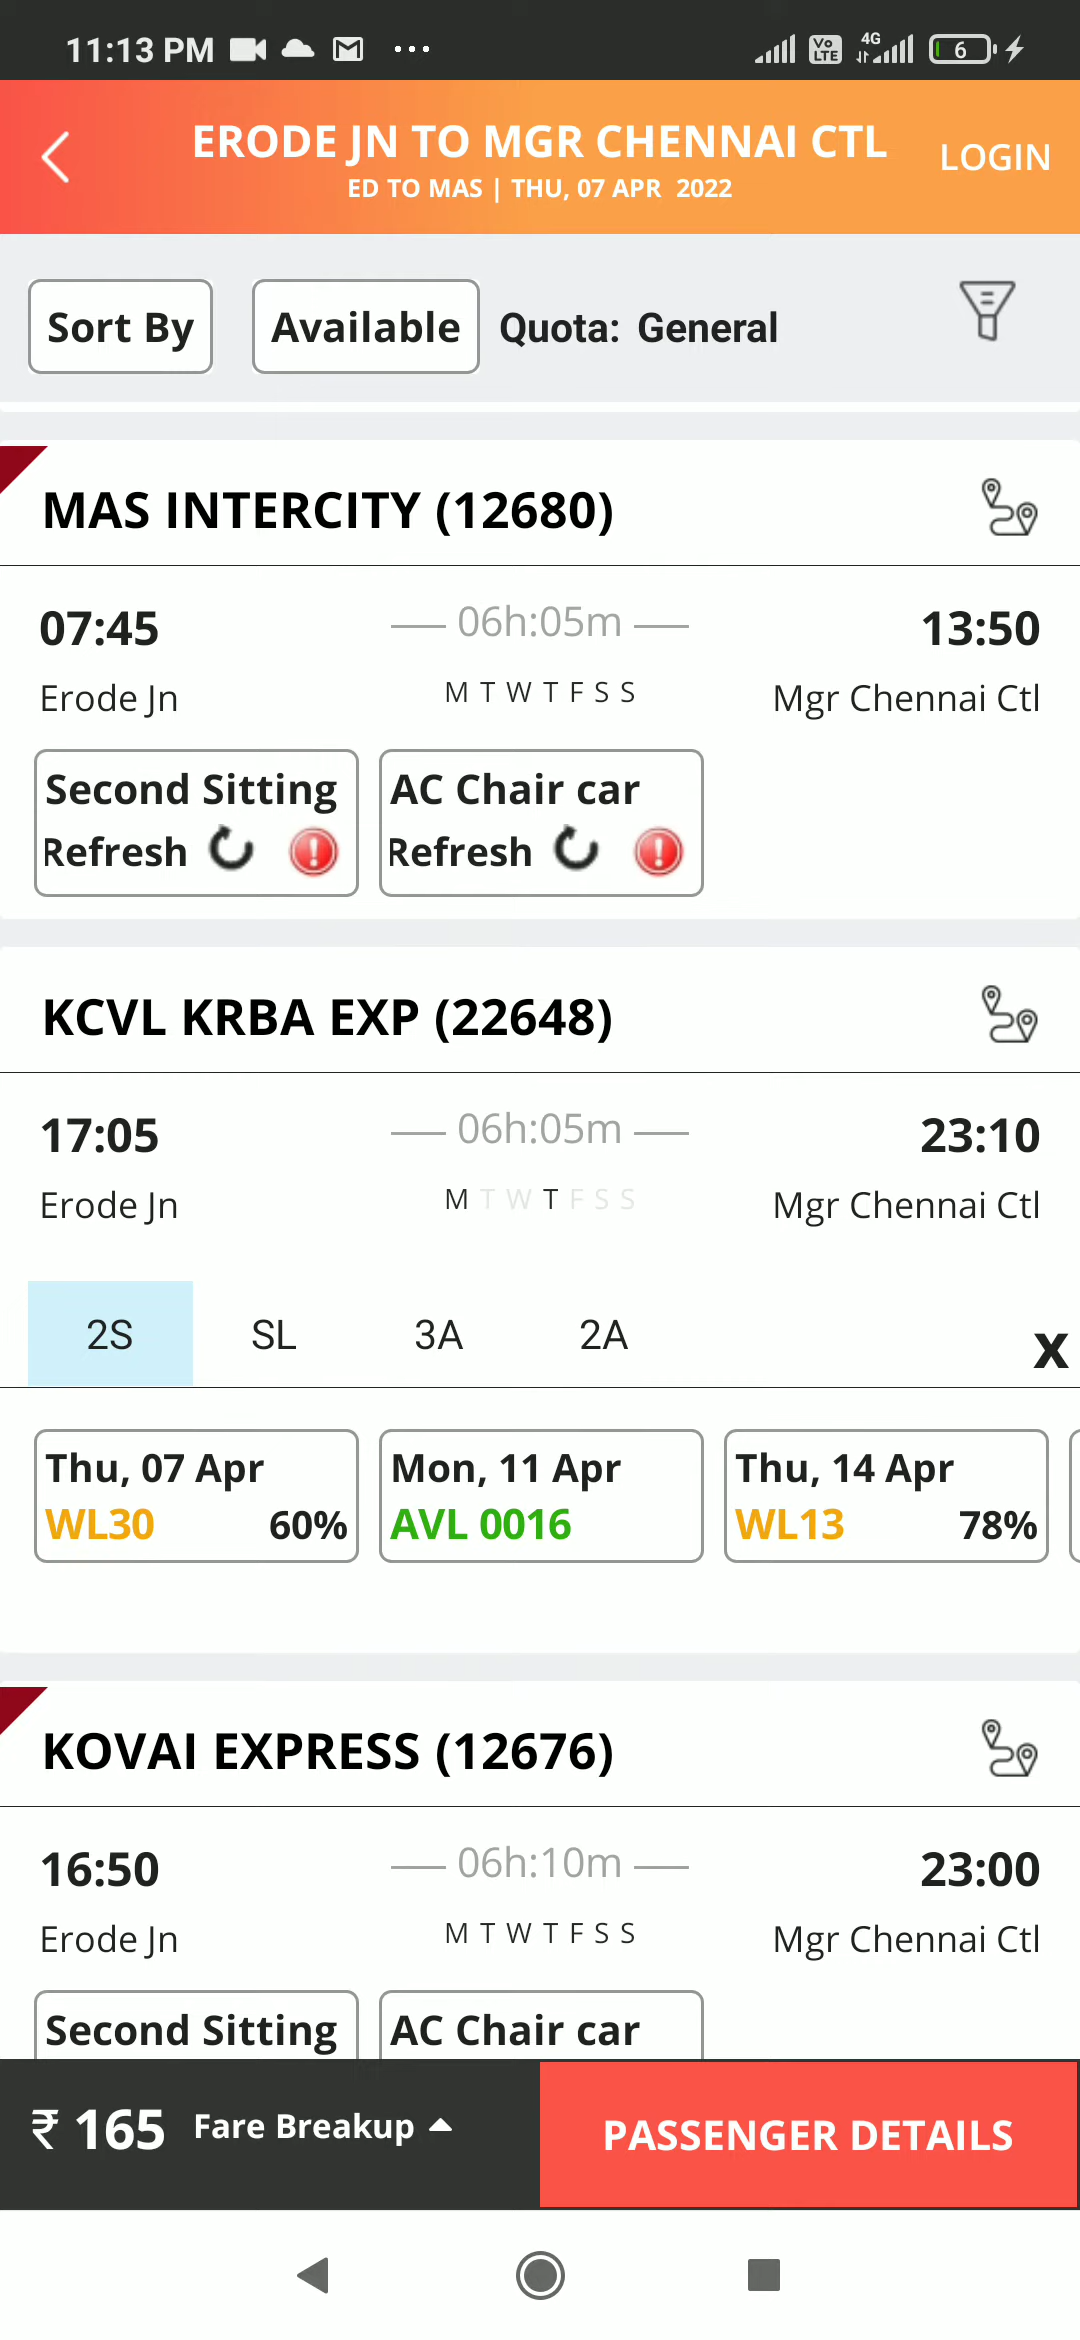 11:13 PM
Vo LTE 4G 6
ERODE JN TO MGR CHENNAI CTL
LOGIN
ED TO MAS | THU, 07 APR 2022
Sort By Available Quota: General
MAS INTERCITY (12680)
07:45 06h:05m 13:50
Erode Jn M T W T F S S Mgr Chennai Ctl
Second Sitting AC Chair car
Refresh ! Refresh !
KCVL KRBA EXP (22648)
17:05 06h:05m 23:10
Erode Jn M T W T F S S Mgr Chennai Ctl
2S SL 3A 2A X
Thu, 07 Apr Mon, 11 Apr Thu, 14 Apr
WL30 60% AVL 0016 WL13 78%
KOVAI EXPRESS (12676)
16:50 06h:10m 23:00
Erode Jn M T W T F S S Mgr Chennai Ctl
Second Sitting AC Chair car
₹ 165 Fare Breakup PASSENGER DETAILS